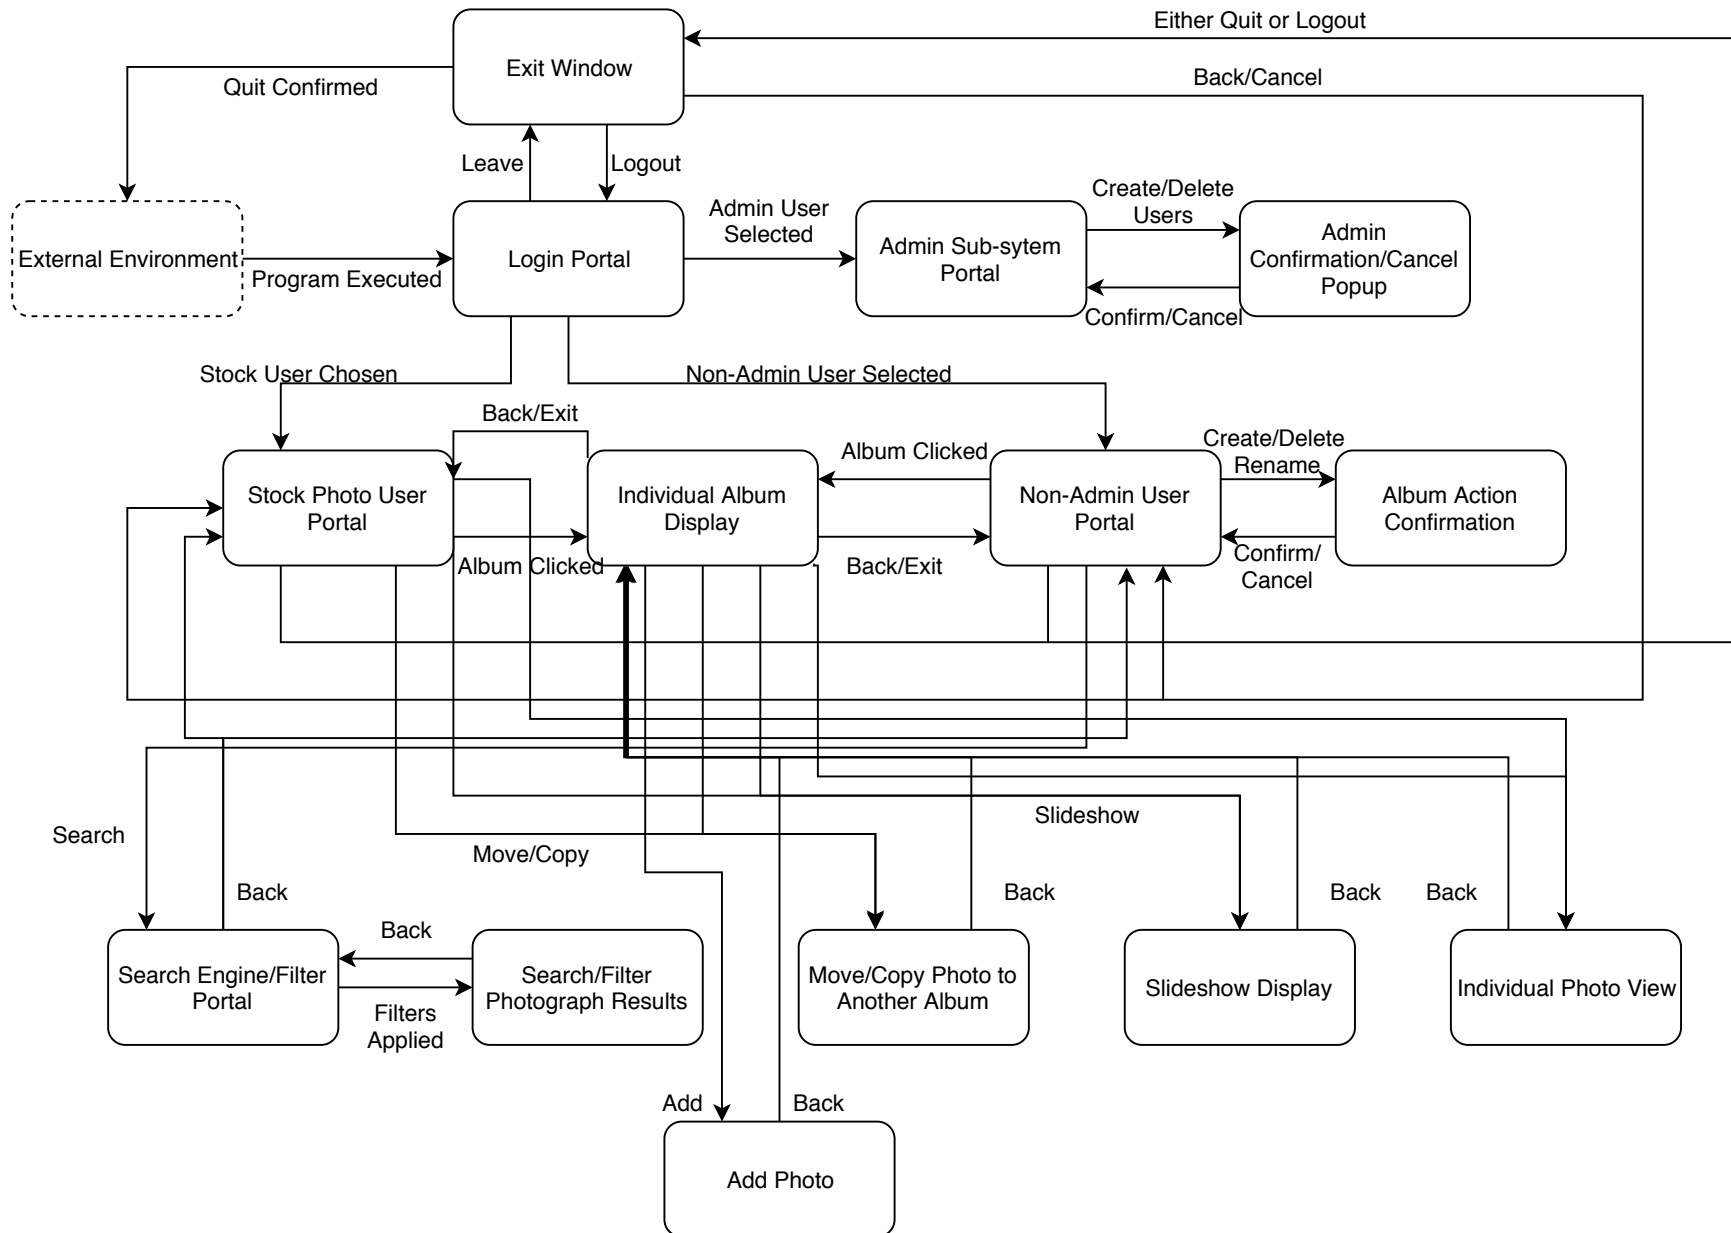 Either Quit or Logout
Exit Window
Back/Cancel
Quit Confirmed
Leave
Logout
Create/Delete
Users
Admin User
Selected
External Environment
Program Executed
Login Portal
Admin Sub-sytem
Portal
Admin
Confirmation/Cancel
Popup
Confirm/Cancel
Stock User Chosen
Non-Admin User Selected
Back/Exit
Album Clicked
Create/Delete
Rename
Stock Photo User
Portal
Individual Album
Display
Non-Admin User
Portal
Album Action
Confirmation
Album Clicked
Back/Exit
Confirm/
Cancel
Search
Move/Copy
Slideshow
Back
Back
Back
Back
Back
Search Engine/Filter
Portal
Search/Filter
Photograph Results
Filters
Applied
Move/Copy Photo to
Another Album
Slideshow Display
Individual Photo View
Add
Back
Add Photo